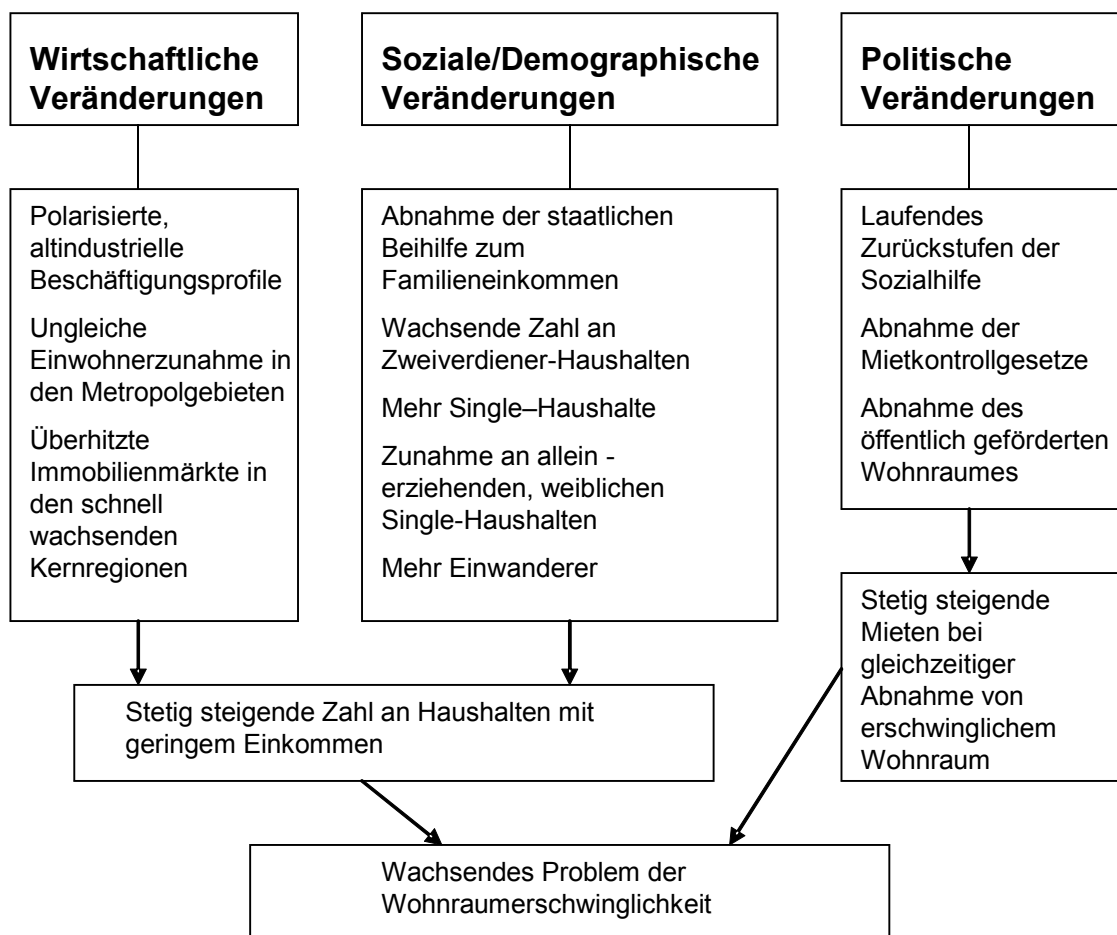 Wirtschaftliche
Veränderungen
Soziale/Demographische
Veränderungen
Politische
Veränderungen
Polarisierte,
altindustrielle
Beschäftigungsprofile
Ungleiche
Einwohnerzunahme in
den Metropolgebieten
Überhitzte
Immobilienmärkte in
den schnell
wachsenden
Kernregionen
Abnahme der staatlichen
Beihilfe zum
Familieneinkommen
Wachsende Zahl an
Zweiverdiener-Haushalten
Mehr Single–Haushalte
Zunahme an allein -
erziehenden, weiblichen
Single-Haushalten
Mehr Einwanderer
Laufendes
Zurückstufen der
Sozialhilfe
Abnahme der
Mietkontrollgesetze
Abnahme des
öffentlich geförderten
Wohnraumes
Stetig steigende
Mieten bei
gleichzeitiger
Abnahme von
erschwinglichem
Wohnraum
Stetig steigende Zahl an Haushalten mit
geringem Einkommen
Wachsendes Problem der
Wohnraumerschwinglichkeit